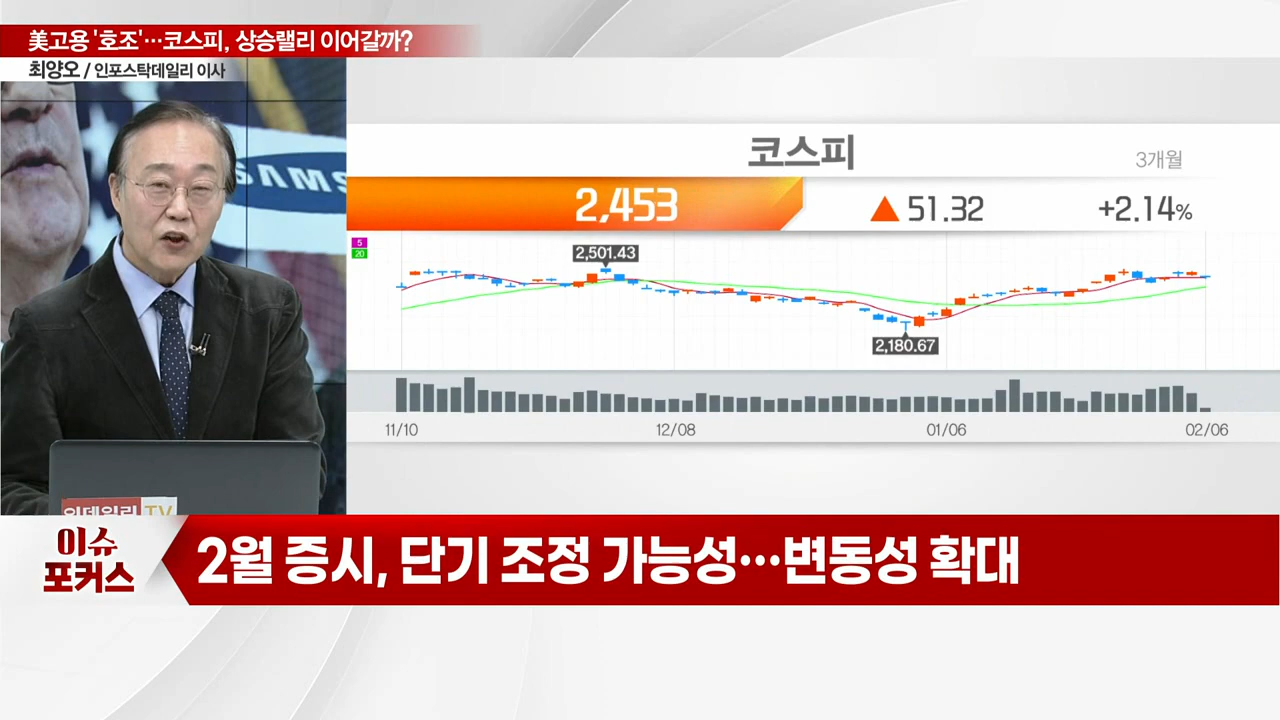 美고용 '호조'…코스피, 상승랠리 이어갈까?
최양오 / 인포스탁데일리 이사
SAMSUNG
코스피
3개월
2,453 ▲ 51.32 +2.14%
5
20
2,501.43
2,180.67
11/10 12/08 01/06 02/06
이데일리 TV
이슈
포커스
2월 증시, 단기 조정 가능성…변동성 확대